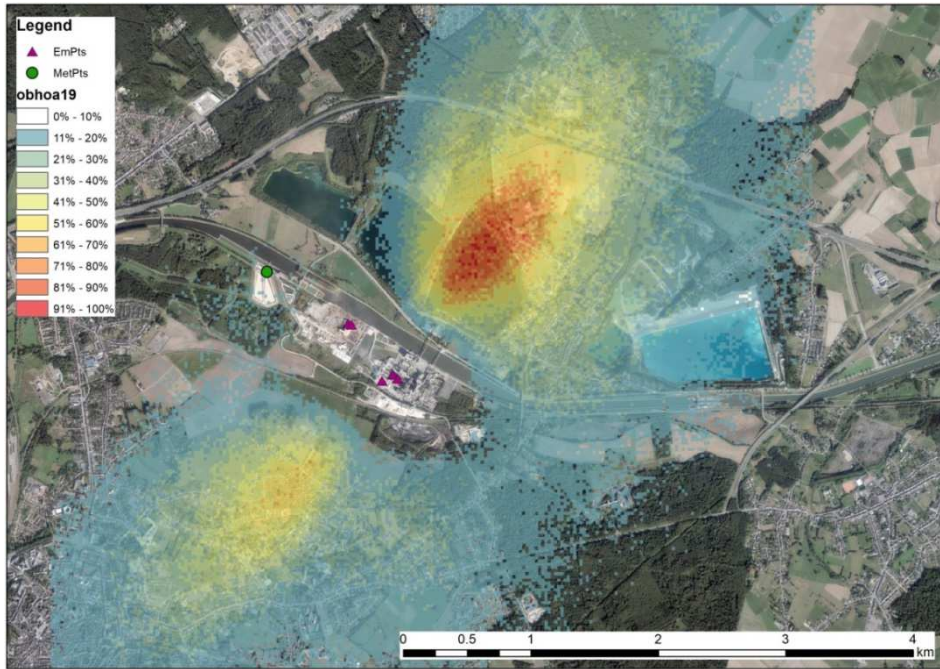 Legend
EmPts
MetPts
obhoa19
0% - 10%
11% - 20%
21% - 30%
31% - 40%
41% - 50%
51% - 60%
61% - 70%
71% - 80%
81% - 90%
91% - 100%
0 0.5 1 2 3 4
km